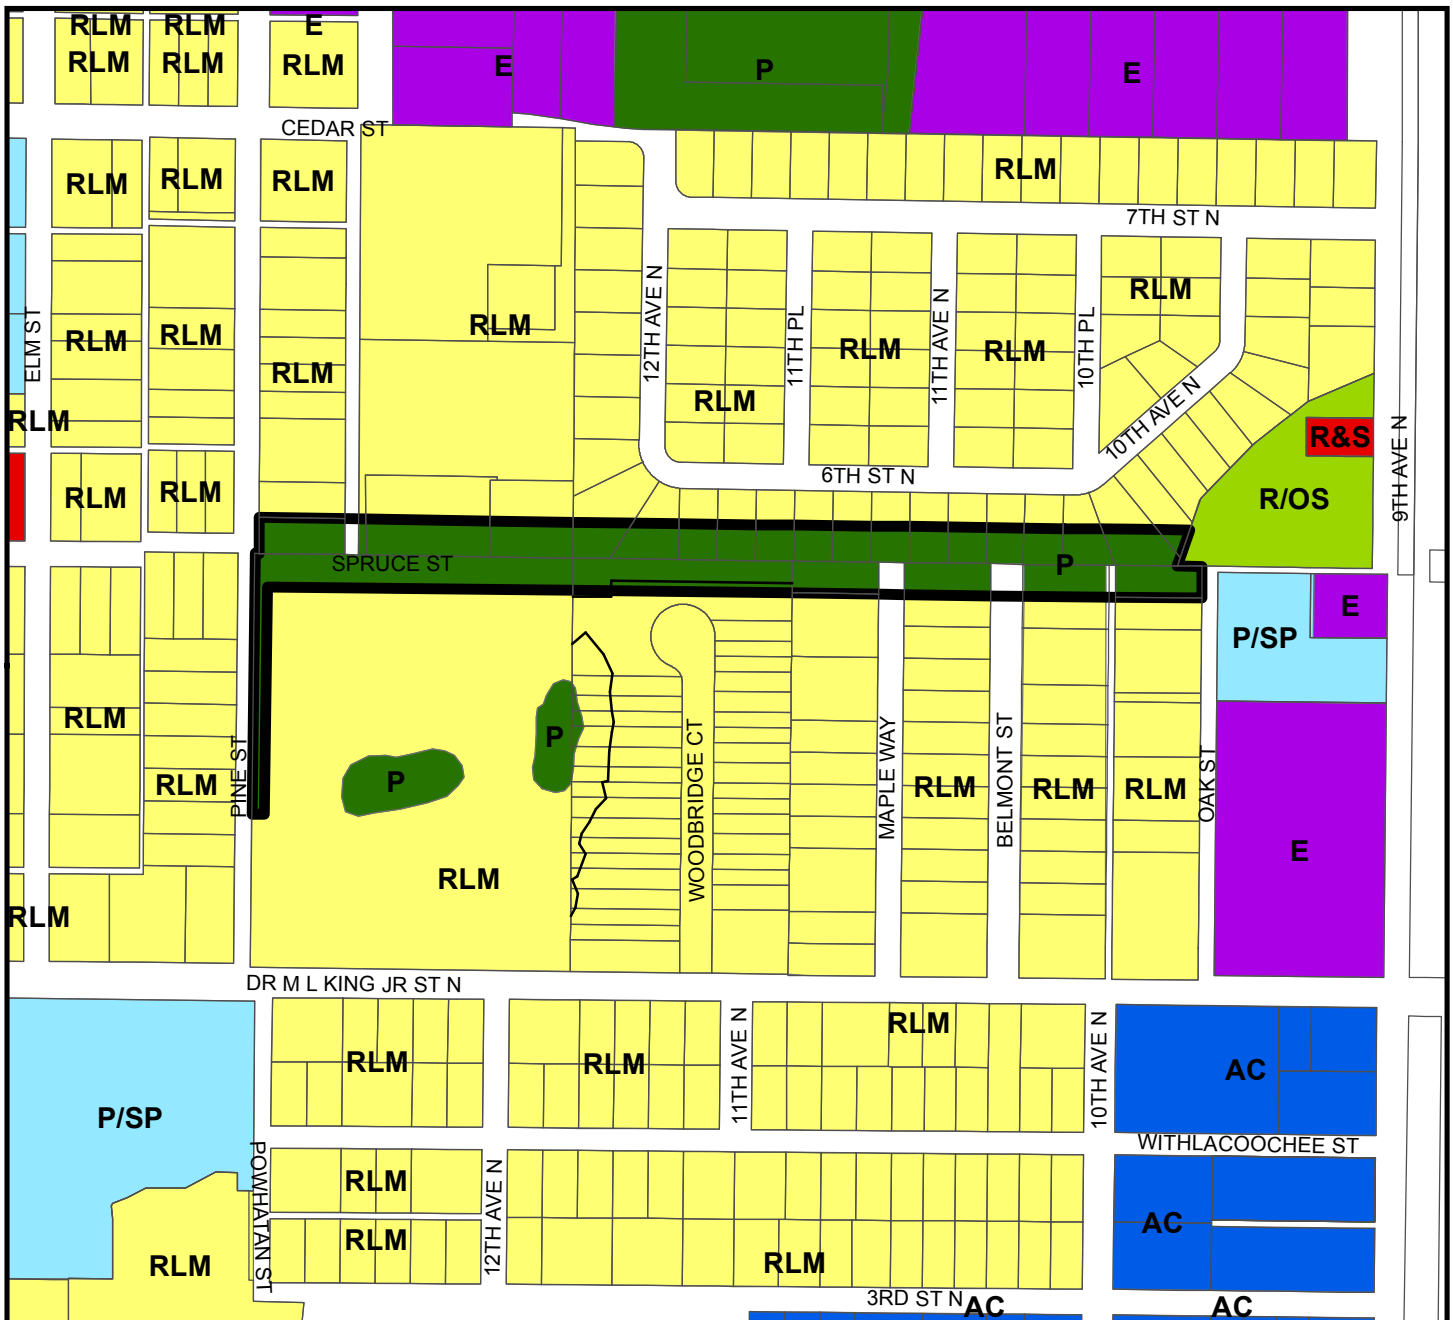 RLM
RLM
E
RLM
RLM
RLM
E
P
E
CEDAR ST
RLM
RLM
RLM
RLM
7TH ST N
ELM ST
RLM
RLM
RLM
RLM
12TH AVE N
RLM
11TH PL
RLM
11TH AVE N
RLM
10TH PL
RLM
10TH AVE N
RLM
R&S
9TH AVE N
RLM
RLM
6TH ST N
R/OS
SPRUCE ST
P
E
P/SP
RLM
PINE ST
RLM
P
P
WOODBRIDGE CT
MAPLE WAY
RLM
BELMONT ST
RLM
RLM
OAK ST
E
RLM
RLM
DR M L KING JR ST N
RLM
RLM
RLM
11TH AVE N
10TH AVE N
AC
P/SP
WITHLACOOCHEE ST
POWHATAN ST
RLM
12TH AVE N
AC
RLM
RLM
RLM
3RD ST N
AC
AC